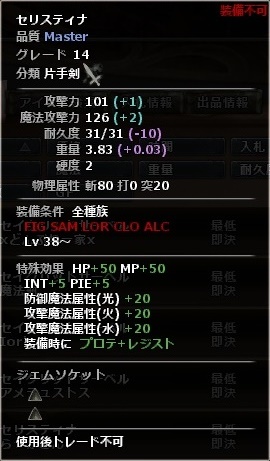 装備不可
セリスティナ
品質 Master
グレード 14
分類 片手剣
攻撃力 101 (+1)
魔法攻撃力 126 (+2)
耐久度 31/31 (-10)
重量 3.83 (+0.03)
硬度 2
物理属性 斬80 打0 突20
装備条件 全種族
FIG SAM LOR CLO ALC
Lv 38～
特殊効果 HP+50 MP+50
INT+5 PIE+5
防御魔法属性(光) +20
攻撃魔法属性(火) +20
攻撃魔法属性(水) +20
装備時に プロテ+レジスト
ジェムソケット
使用後トレード不可